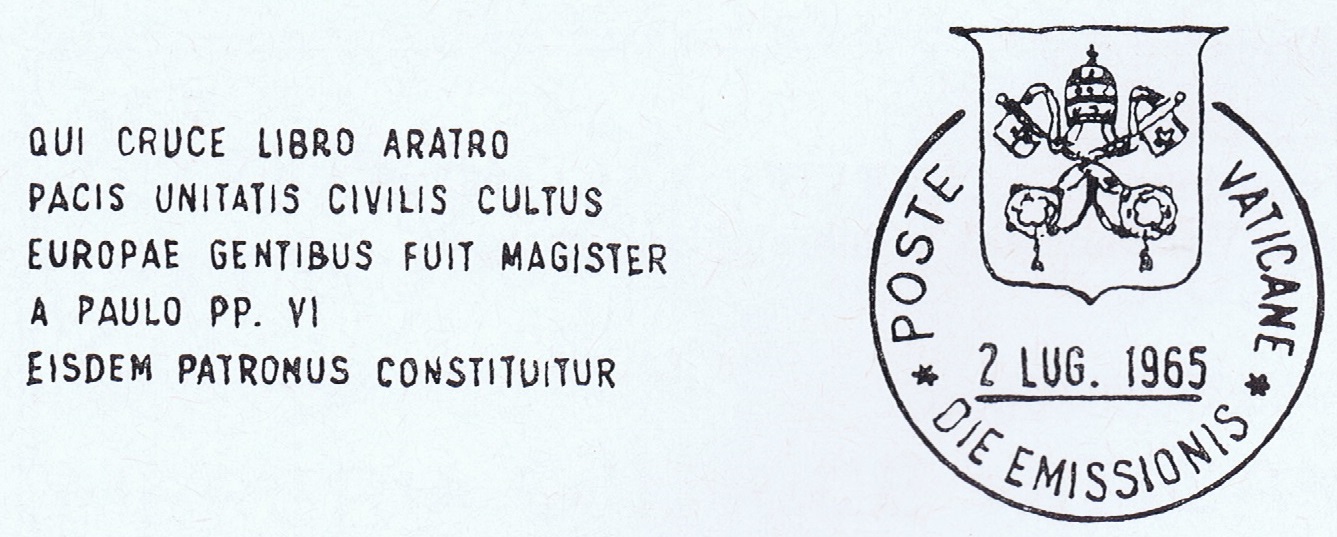 QUI CRUCE LIBRO ARATRO
PACIS UNITATIS CIVILIS CULTUS
EUROPAE GENTIBUS FUIT MAGISTER
A PAULO PP. VI
EISDEM PATRONUS CONSTITUITUR
* POSTE VATICANE *
2 LUG. 1965
DIE EMISSIONIS